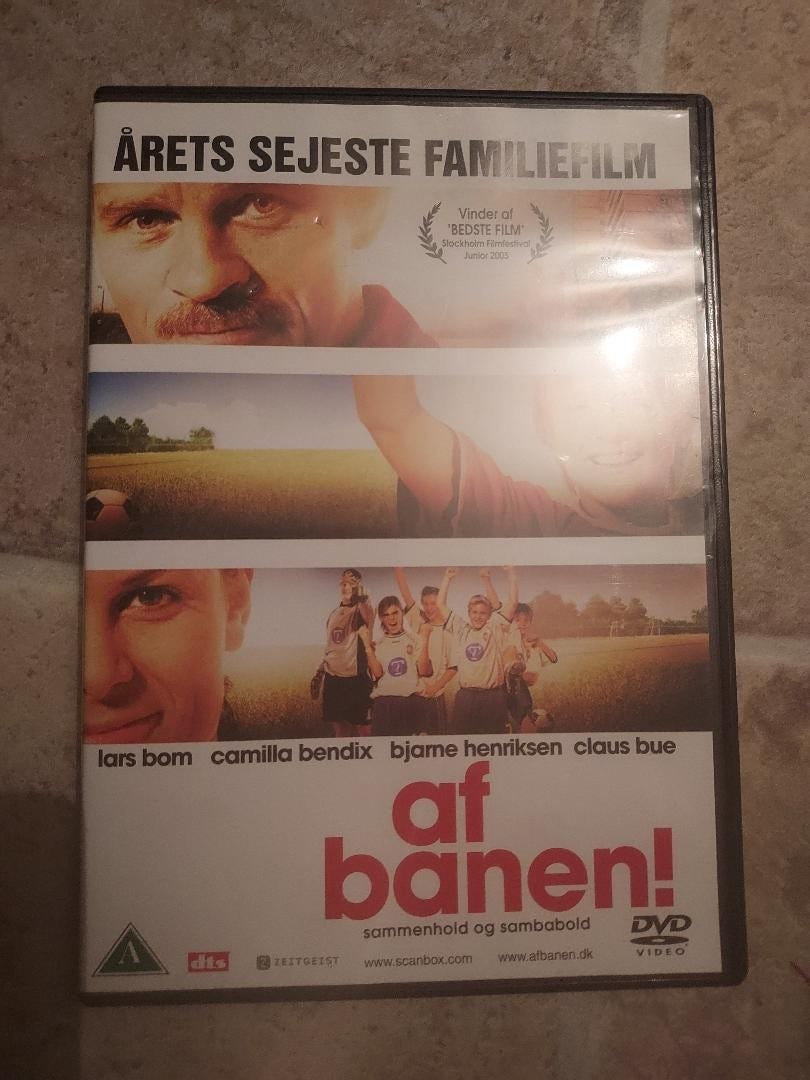 ÅRETS SEJESTE FAMILIEFILM
Vinder af
'BEDSTE FILM'
Stockholm Filmfestival
Junior 2005
lars bom camilla bendix bjarne henriksen claus bue
af
banen!
sammenhold og sambabold
A
dts
ZEITGEIST
www.scanbox.com
www.afbanen.dk
DVD
VIDEO